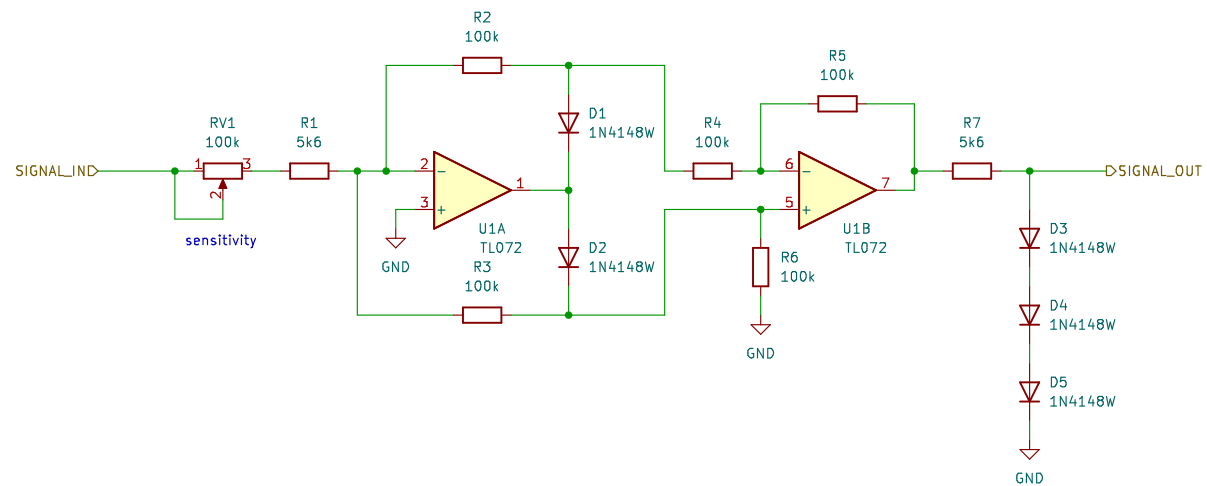 R2
100k
R5
100k
D1
1N4148W
RV1
100k
R1
5k6
R4
100k
R7
5k6
SIGNAL_IN
1
3
2
2
−
1
6
−
7
SIGNAL_OUT
3
+
5
+
sensitivity
U1A
TL072
U1B
TL072
GND
R3
100k
D2
1N4148W
R6
100k
D3
1N4148W
GND
D4
1N4148W
D5
1N4148W
GND